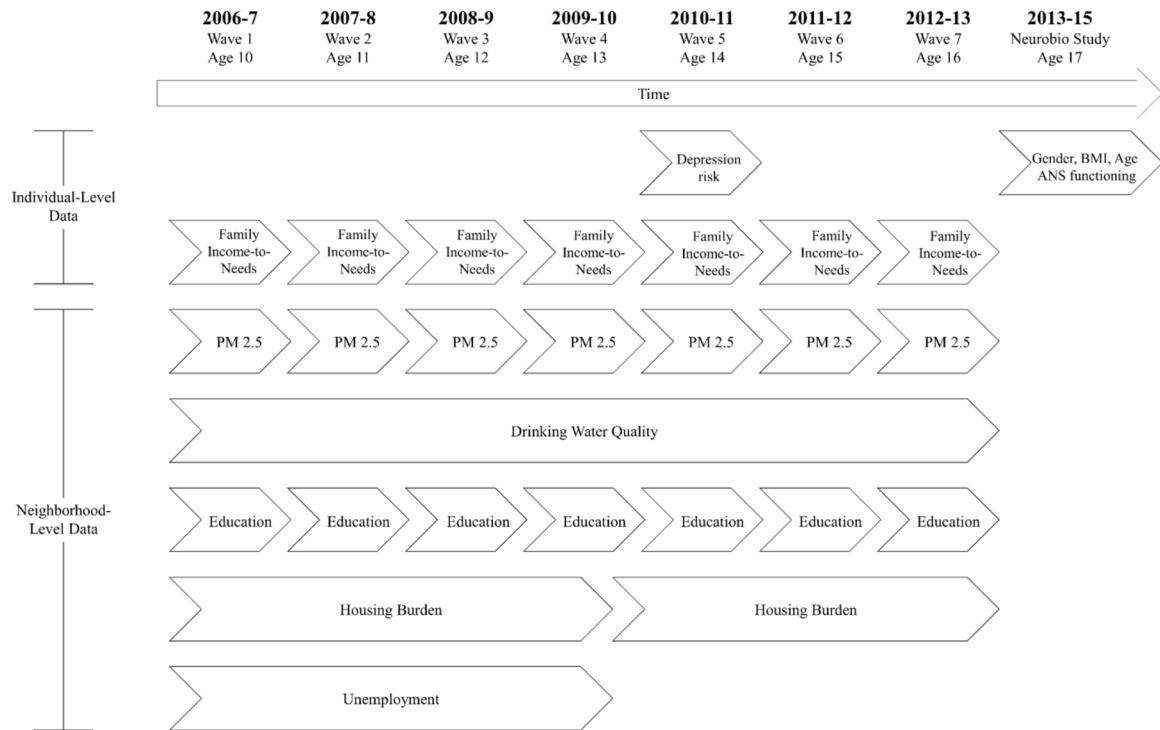 2006-7 2007-8 2008-9 2009-10 2010-11 2011-12 2012-13 2013-15
Wave 1 Wave 2 Wave 3 Wave 4 Wave 5 Wave 6 Wave 7 Neurobio Study
Age 10 Age 11 Age 12 Age 13 Age 14 Age 15 Age 16 Age 17
Time
Individual-Level
Data
Depression
risk
Gender, BMI, Age
ANS functioning
Family Family Family Family Family Family Family
Income-to- Income-to- Income-to- Income-to- Income-to- Income-to- Income-to-
Needs Needs Needs Needs Needs Needs Needs
Neighborhood-
Level Data
PM 2.5 PM 2.5 PM 2.5 PM 2.5 PM 2.5 PM 2.5 PM 2.5
Drinking Water Quality
Education Education Education Education Education Education Education
Housing Burden Housing Burden
Unemployment